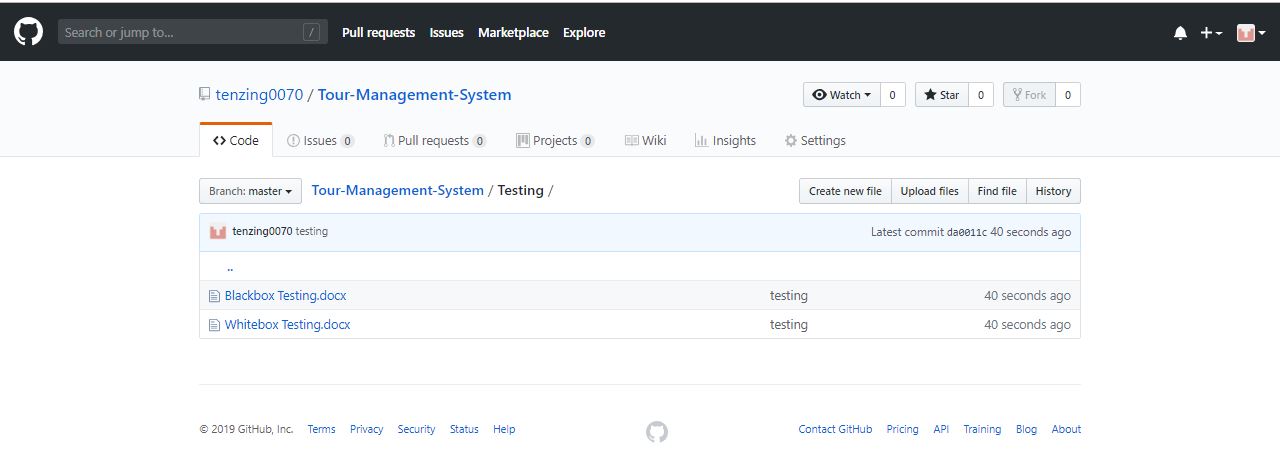 Search or jump to... / Pull requests Issues Marketplace Explore
tenzing0070 / Tour-Management-System Watch 0 Star 0 Fork 0
Code Issues 0 Pull requests 0 Projects 0 Wiki Insights Settings
Branch: master Tour-Management-System / Testing / Create new file Upload files Find file History
tenzing0070 testing Latest commit da0011c 40 seconds ago
..
Blackbox Testing.docx testing 40 seconds ago
Whitebox Testing.docx testing 40 seconds ago
© 2019 GitHub, Inc. Terms Privacy Security Status Help Contact GitHub Pricing API Training Blog About